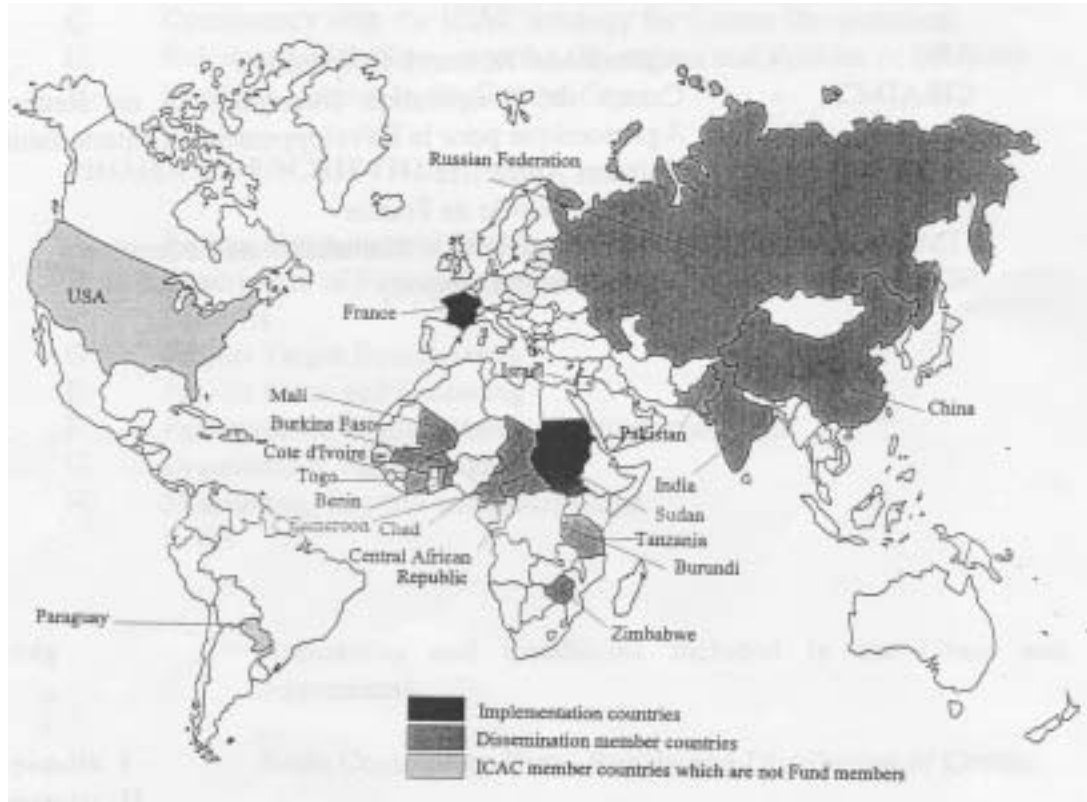 Russian Federation
USA
France
Israel
Mali
Burkina Faso
Pakistan
China
Cote d'Ivoire
Togo
India
Benin
Sudan
Cameroon
Chad
Tanzania
Central African
Republic
Burundi
Paraguay
Zimbabwe
Implementation countries
Dissemination member countries
ICAC member countries which are not Fund members